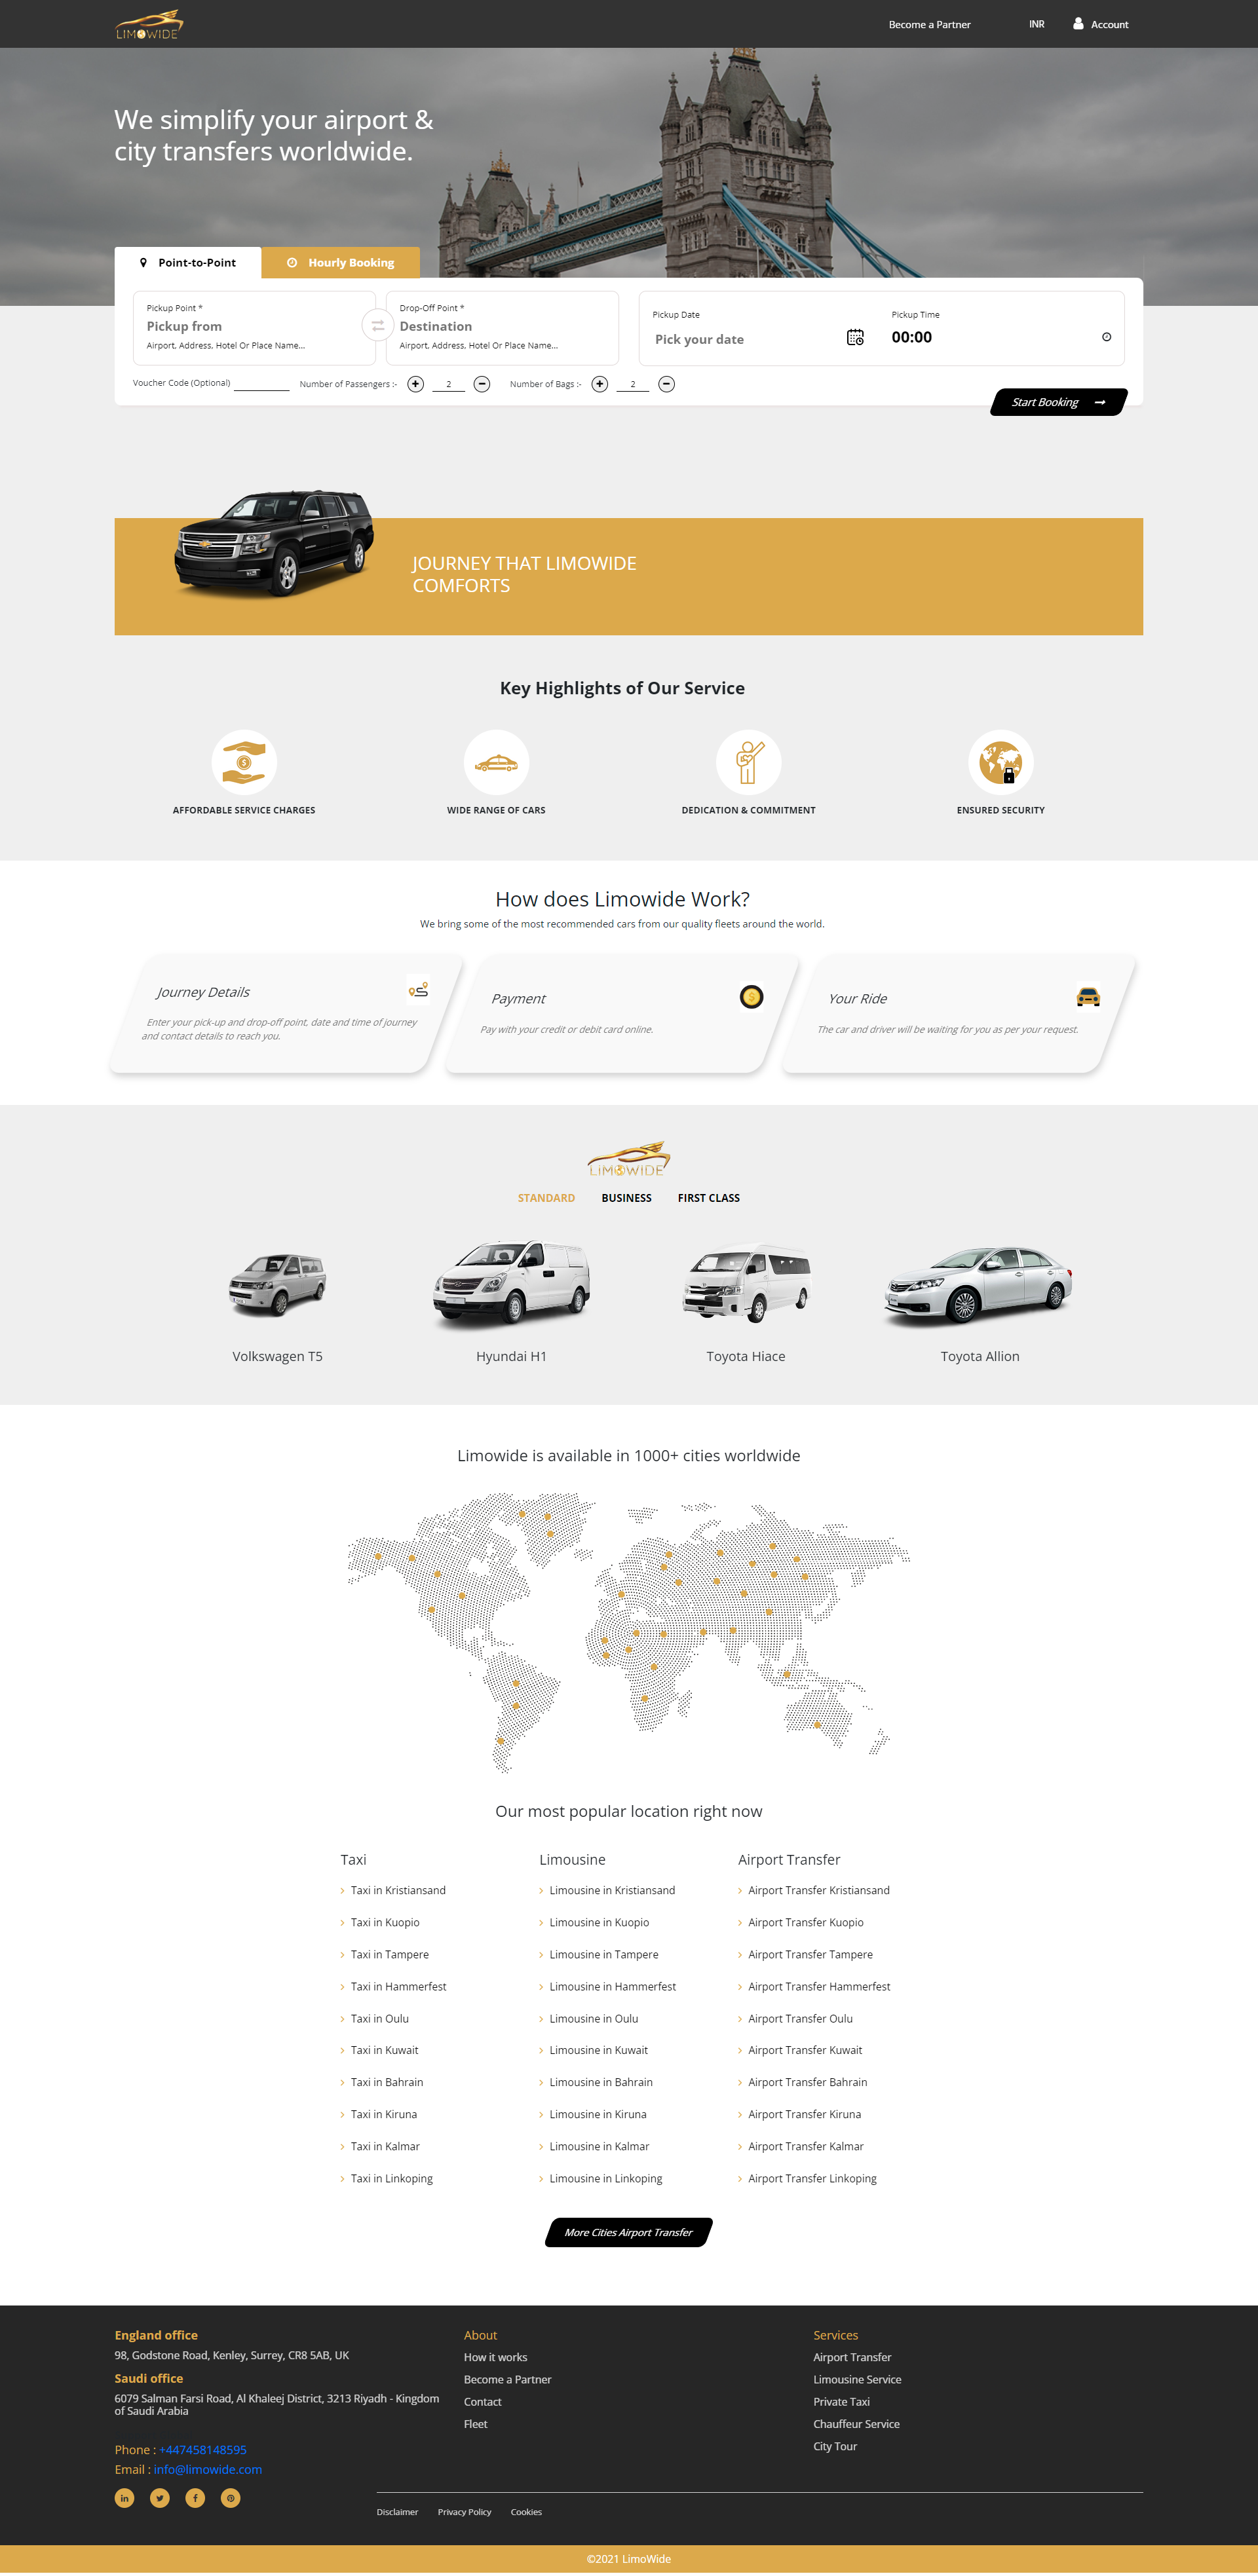 LIMOWIDE
Become a Partner
INR
Account
We simplify your airport &
city transfers worldwide.
Point-to-Point
Hourly Booking
Pickup Point *
Pickup from
Airport, Address, Hotel Or Place Name...
Drop-Off Point *
Destination
Airport, Address, Hotel Or Place Name...
Pickup Date
Pick your date
Pickup Time
00:00
Voucher Code (Optional)
Number of Passengers :-
2
Number of Bags :-
2
Start Booking
JOURNEY THAT LIMOWIDE
COMFORTS
Key Highlights of Our Service
AFFORDABLE SERVICE CHARGES
WIDE RANGE OF CARS
DEDICATION & COMMITMENT
ENSURED SECURITY
How does Limowide Work?
We bring some of the most recommended cars from our quality fleets around the world.
Journey Details
Enter your pick-up and drop-off point, date and time of journey
and contact details to reach you.
Payment
Pay with your credit or debit card online.
Your Ride
The car and driver will be waiting for you as per your request.
LIMOWIDE
STANDARD
BUSINESS
FIRST CLASS
Volkswagen T5
Hyundai H1
Toyota Hiace
Toyota Allion
Limowide is available in 1000+ cities worldwide
Our most popular location right now
Taxi
Taxi in Kristiansand
Taxi in Kuopio
Taxi in Tampere
Taxi in Hammerfest
Taxi in Oulu
Taxi in Kuwait
Taxi in Bahrain
Taxi in Kiruna
Taxi in Kalmar
Taxi in Linkoping
Limousine
Limousine in Kristiansand
Limousine in Kuopio
Limousine in Tampere
Limousine in Hammerfest
Limousine in Oulu
Limousine in Kuwait
Limousine in Bahrain
Limousine in Kiruna
Limousine in Kalmar
Limousine in Linkoping
Airport Transfer
Airport Transfer Kristiansand
Airport Transfer Kuopio
Airport Transfer Tampere
Airport Transfer Hammerfest
Airport Transfer Oulu
Airport Transfer Kuwait
Airport Transfer Bahrain
Airport Transfer Kiruna
Airport Transfer Kalmar
Airport Transfer Linkoping
More Cities Airport Transfer
England office
98, Godstone Road, Kenley, Surrey, CR8 5AB, UK
Saudi office
6079 Salman Farsi Road, Al Khaleej District, 3213 Riyadh - Kingdom
of Saudi Arabia
Phone : +447458148595
Email : info@limowide.com
About
How it works
Become a Partner
Contact
Fleet
Services
Airport Transfer
Limousine Service
Private Taxi
Chauffeur Service
City Tour
Disclaimer
Privacy Policy
Cookies
©2021 LimoWide